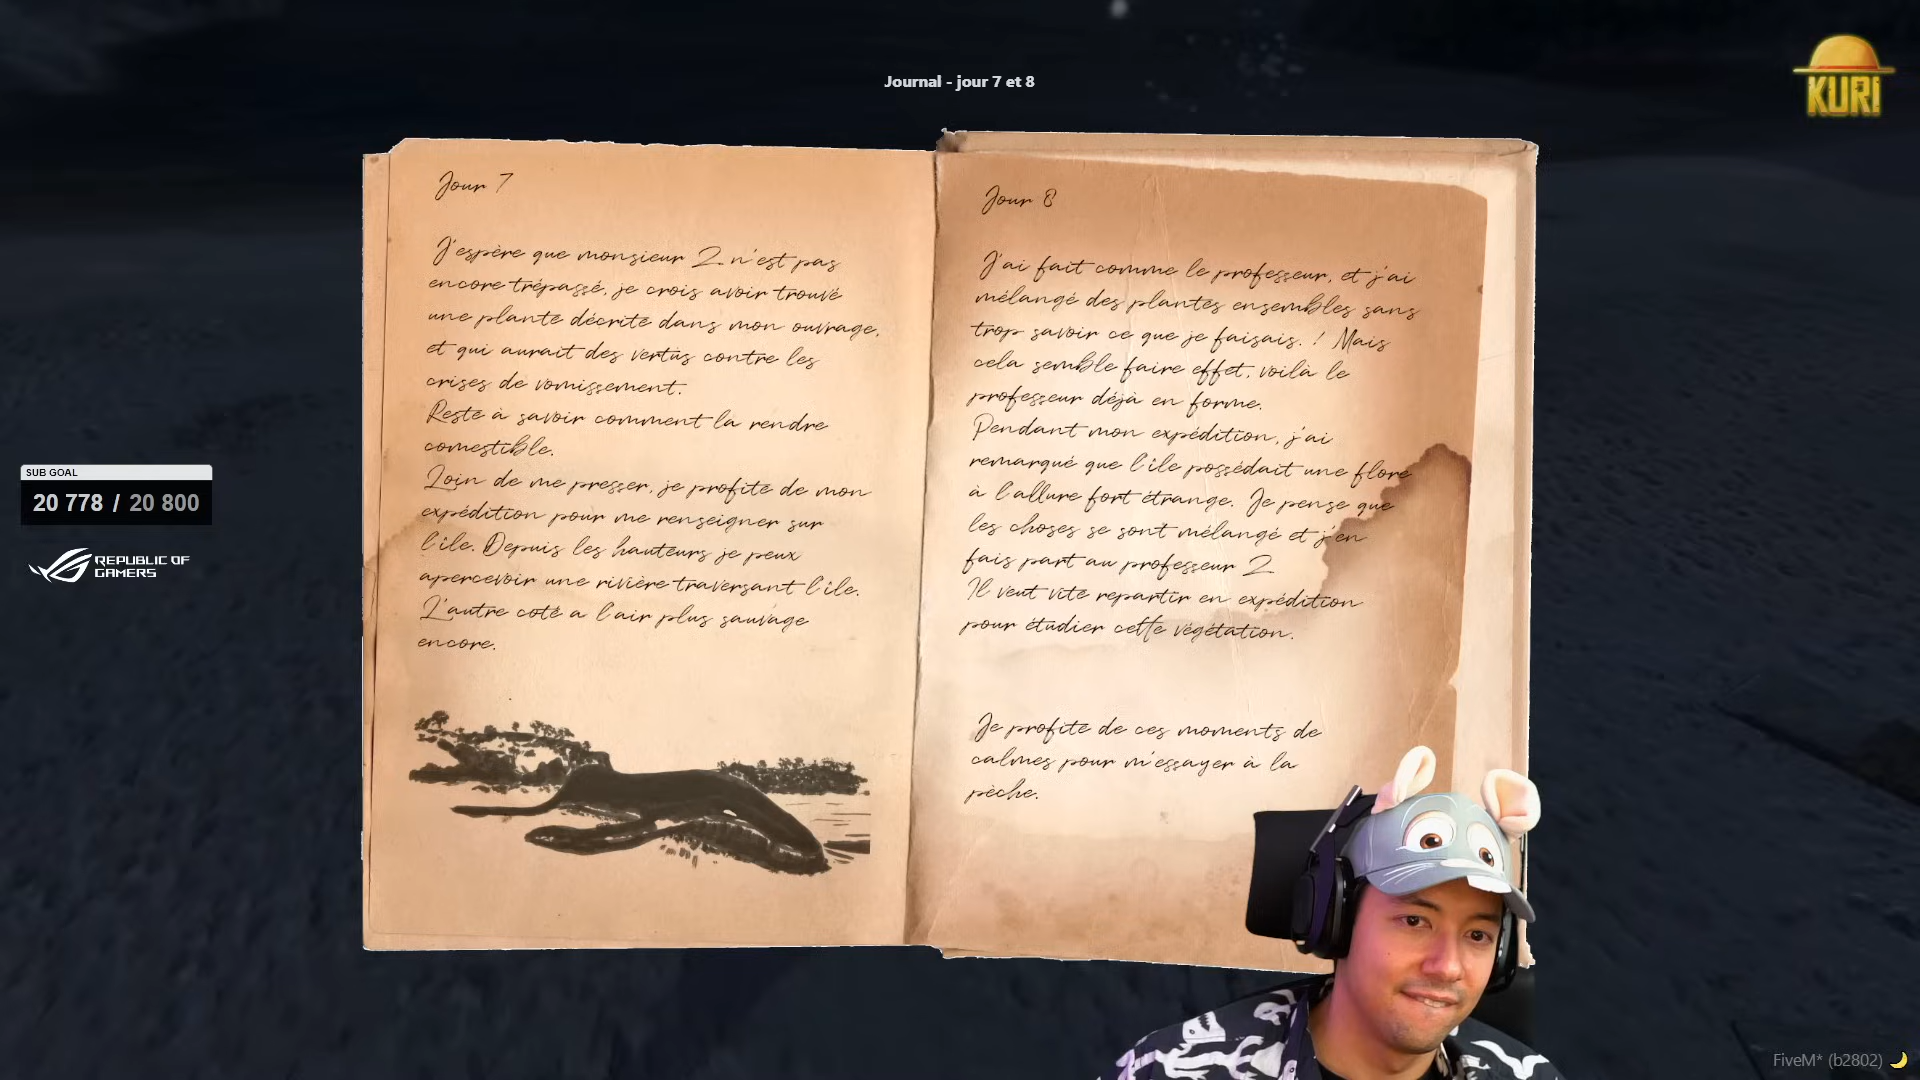 Journal - jour 7 et 8
KURI
Jour 7
J'espère que monsieur Z. n'est pas
encore trépassé, je crois avoir trouvé
une plante décrite dans mon ouvrage,
et qui aurait des vertus contre les
crises de vomissement.
Reste à savoir comment la rendre
comestible.
Loin de me presser, je profite de mon
expédition pour me renseigner sur
l'île. Depuis les hauteurs je peux
apercevoir une rivière traversant l'île.
L'autre coté a l'air plus sauvage
encore.
Jour 8
J'ai fait comme le professeur, et j'ai
mélangé des plantes ensembles sans
trop savoir ce que je faisais. ! Mais
cela semble faire effet, voilà le
professeur déjà en forme.
Pendant mon expédition, j'ai
remarqué que l'île possédait une flore
à l'allure fort étrange. Je pense que
les choses se sont mélangé et j'en
fais part au professeur Z
Il veut vite repartir en expédition
pour étudier cette végétation.
Je profite de ces moments de
calmes pour m'essayer à la
pêche.
SUB GOAL
20 778 / 20 800
REPUBLIC OF
GAMERS
FiveM* (b2802)